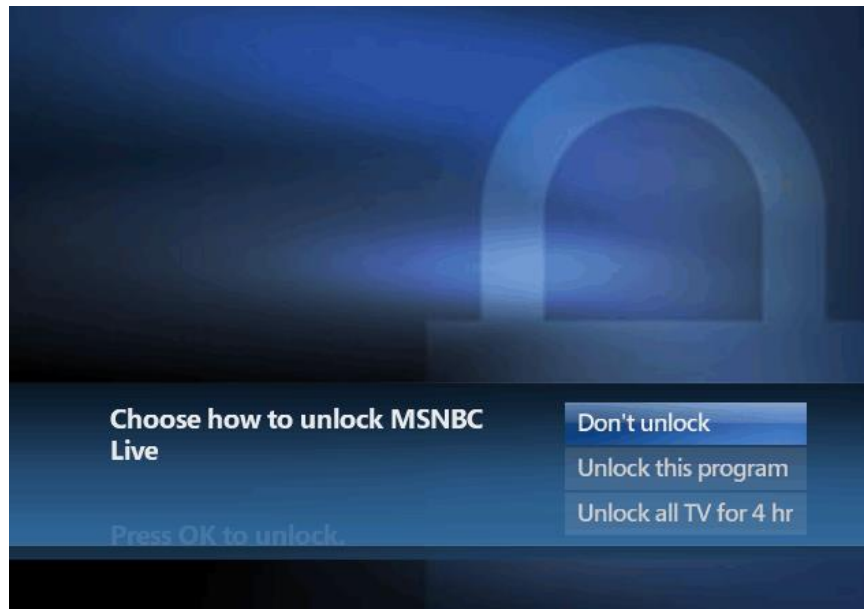 Choose how to unlock MSNBC
Live
Press OK to unlock.
Don't unlock
Unlock this program
Unlock all TV for 4 hr